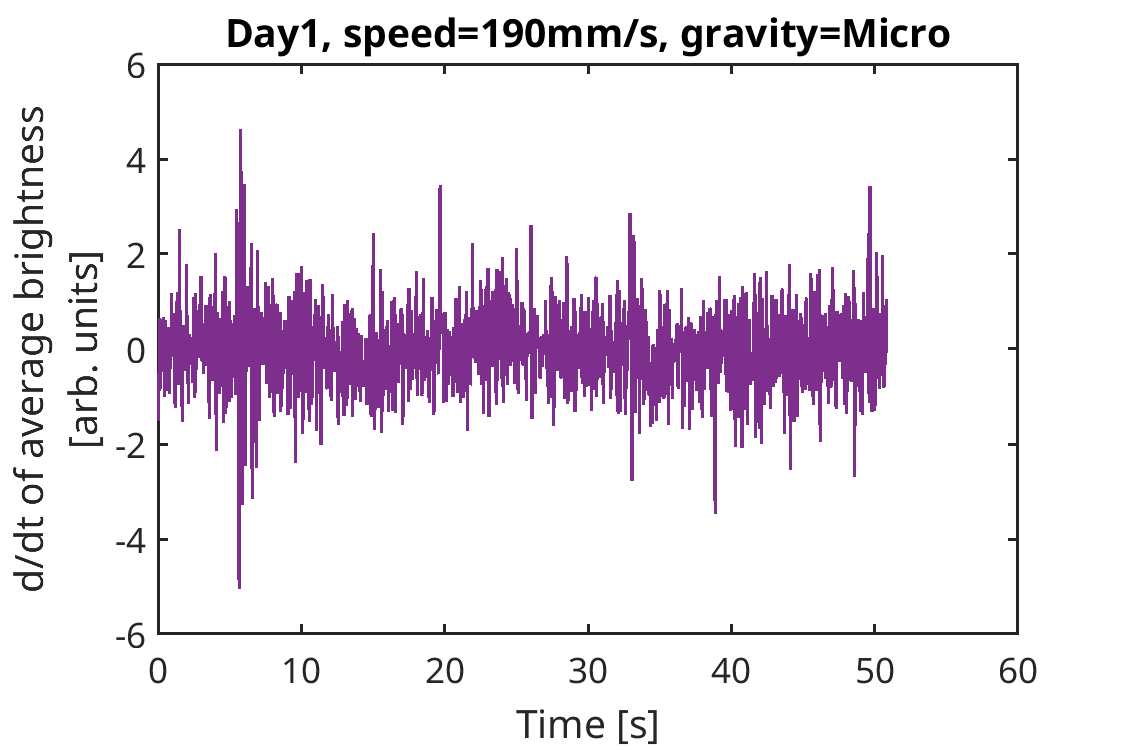 Day1, speed=190mm/s, gravity=Micro
d/dt of average brightness
[arb. units]
6
4
2
0
-2
-4
-6
0 10 20 30 40 50 60
Time [s]